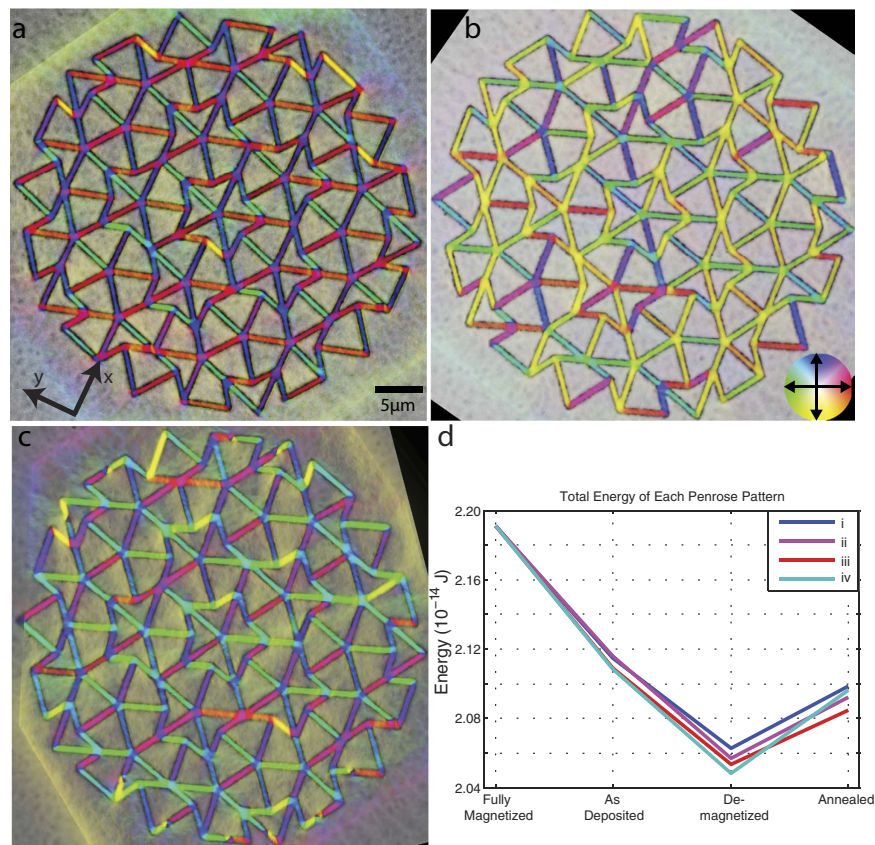 a
b
y
x
5µm
c
d
Total Energy of Each Penrose Pattern
2.20
2.16
2.12
2.08
2.04
Energy (10⁻¹⁴ J)
i
ii
iii
iv
Fully Magnetized
As Deposited
De-magnetized
Annealed